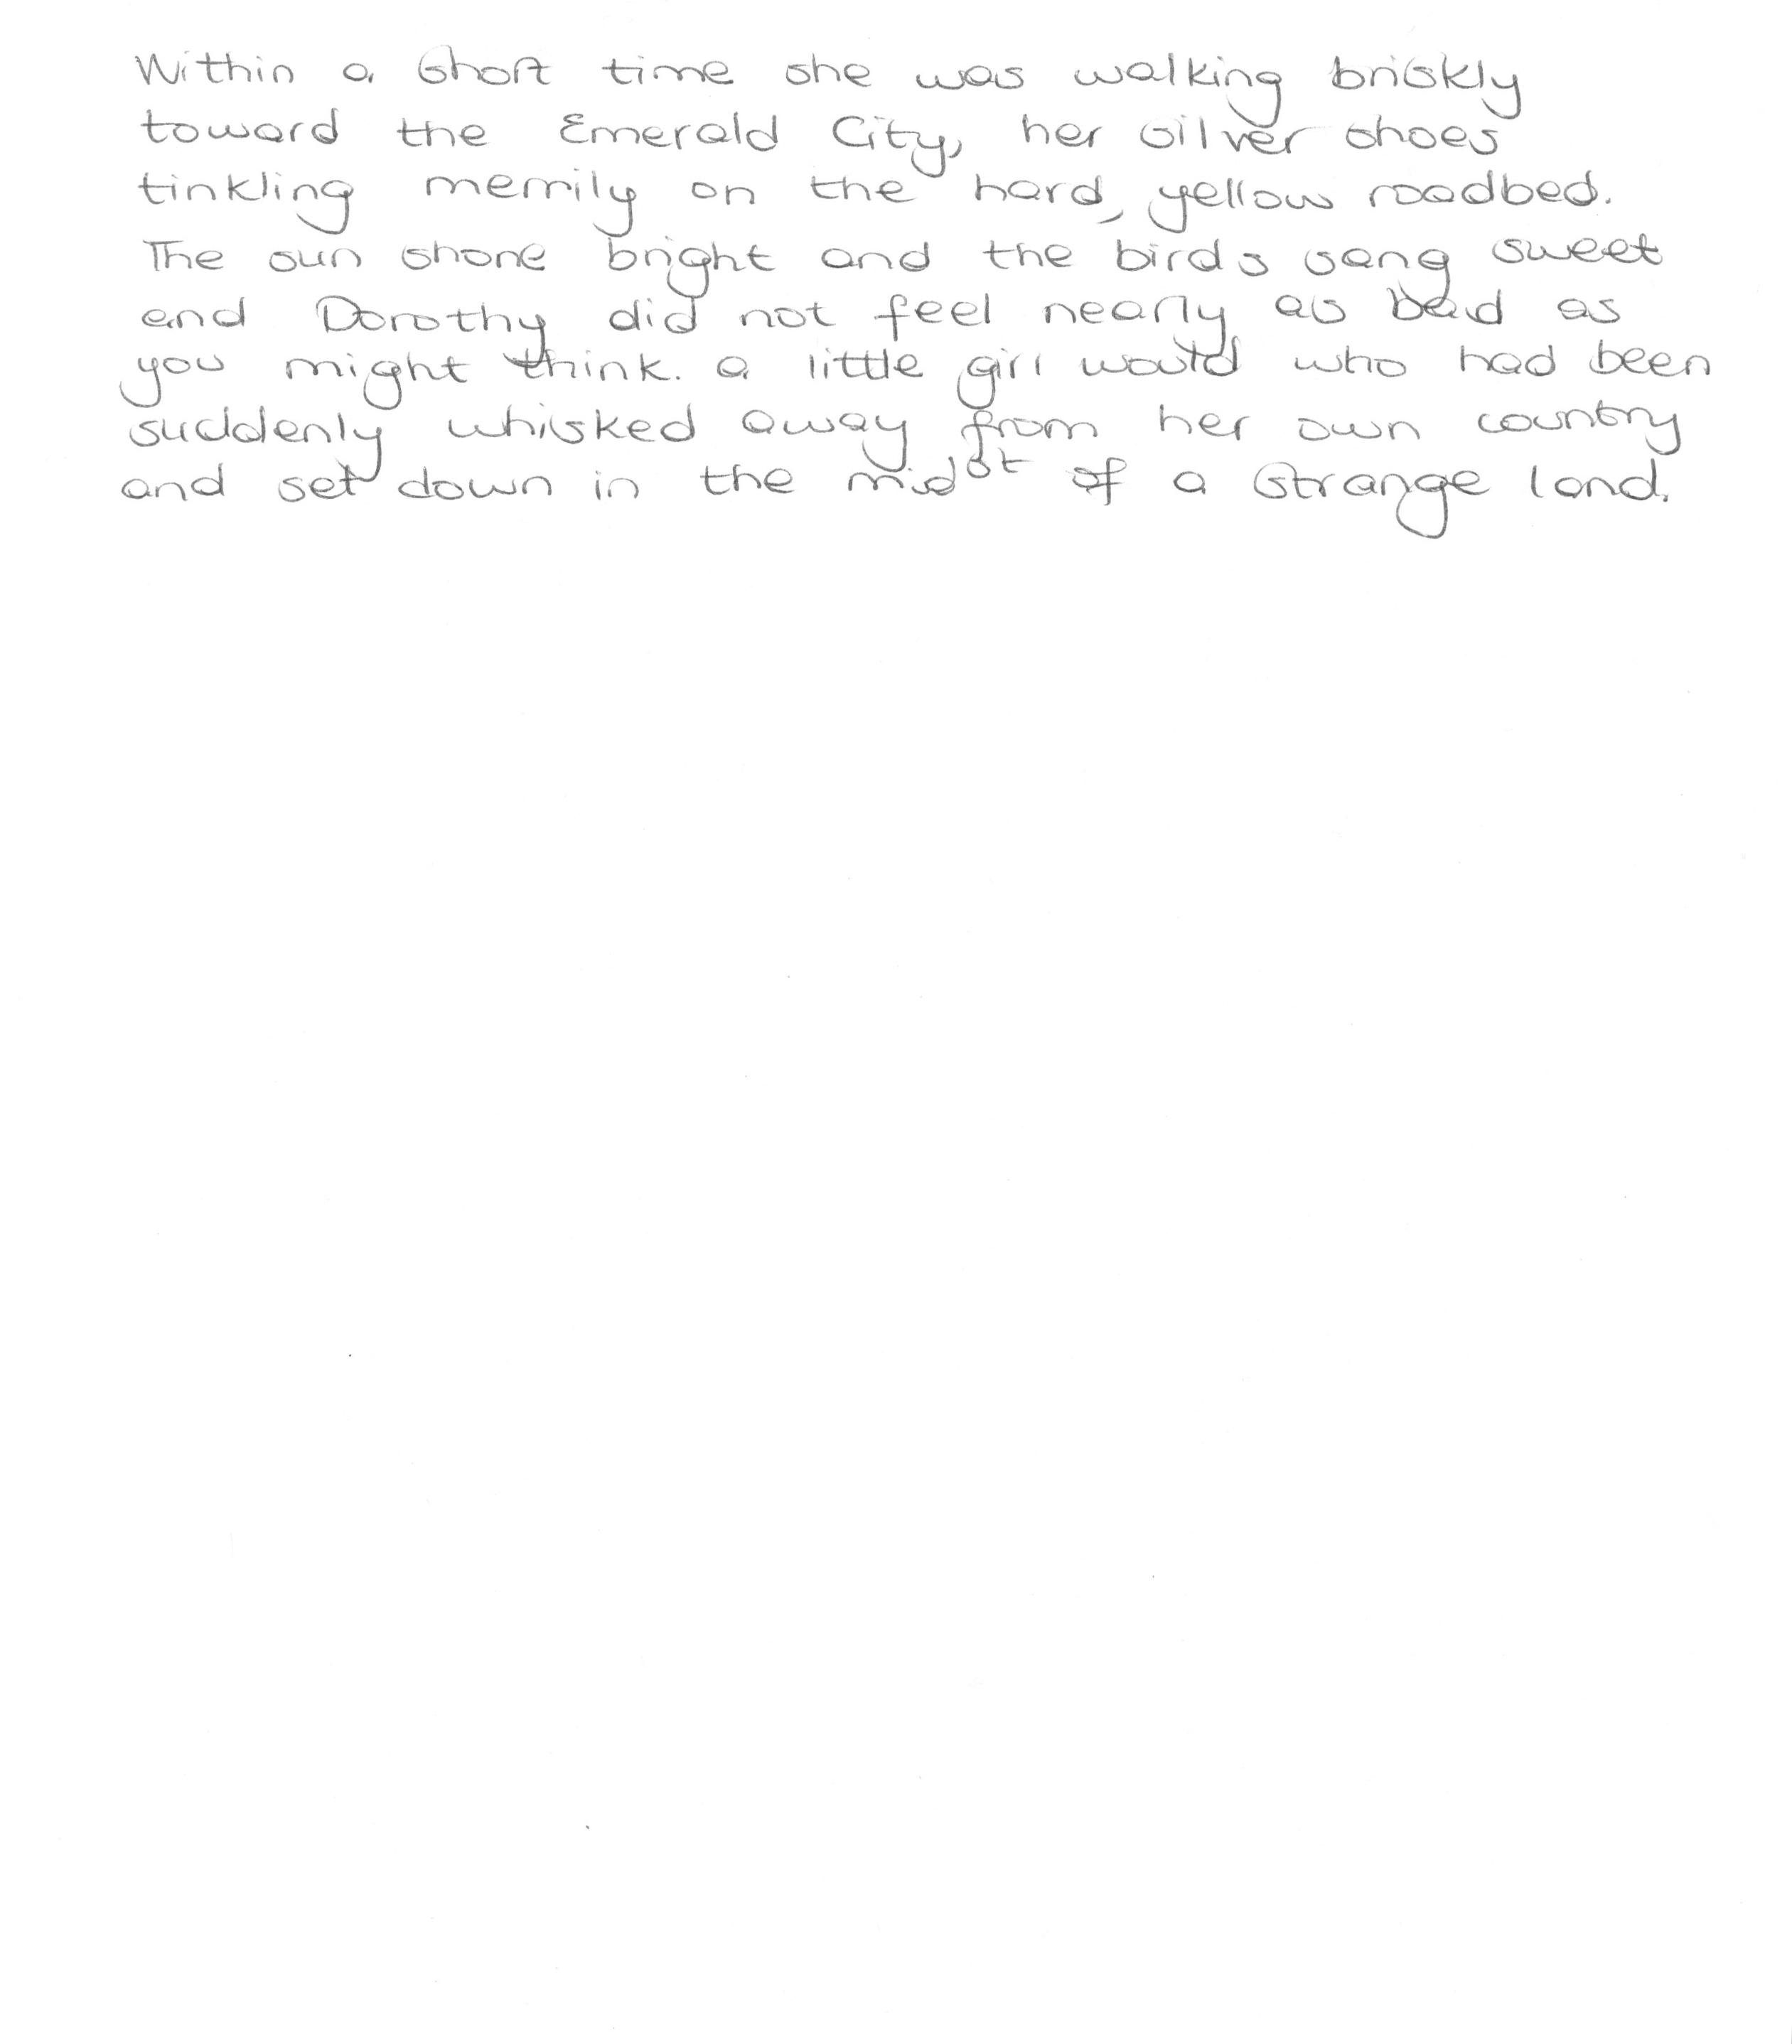 Within a short time she was walking briskly
toward the Emerald City, her silver shoes
tinkling merrily on the hard, yellow roadbed.
The sun shone bright and the birds sang sweet
and Dorothy did not feel nearly as bad as
you might think. a little girl would who had been
suddenly whisked away from her own country
and set down in the midst of a strange land.